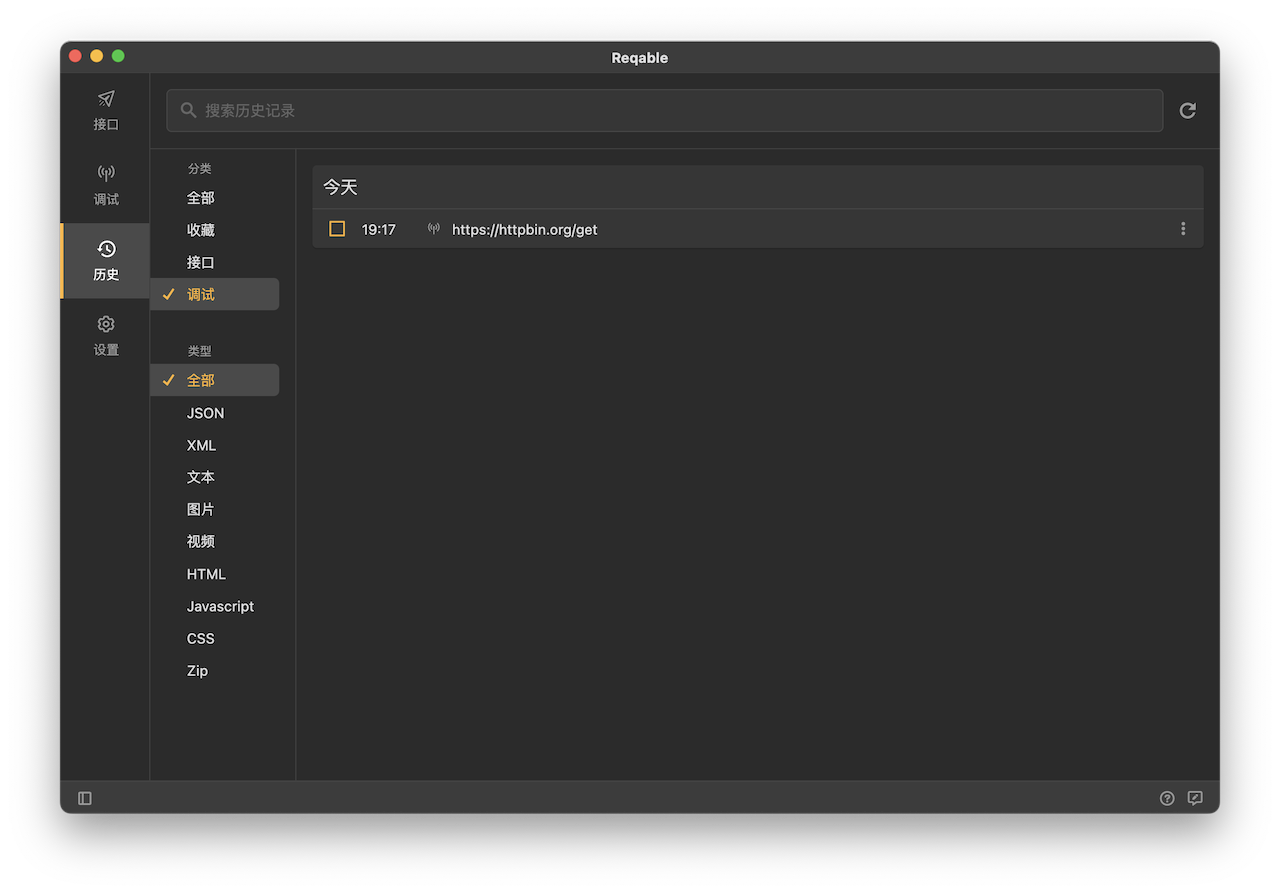 Reqable
接口
调试
历史
设置
搜索历史记录
分类
全部
收藏
接口
调试
类型
全部
JSON
XML
文本
图片
视频
HTML
Javascript
CSS
Zip
今天
19:17 https://httpbin.org/get